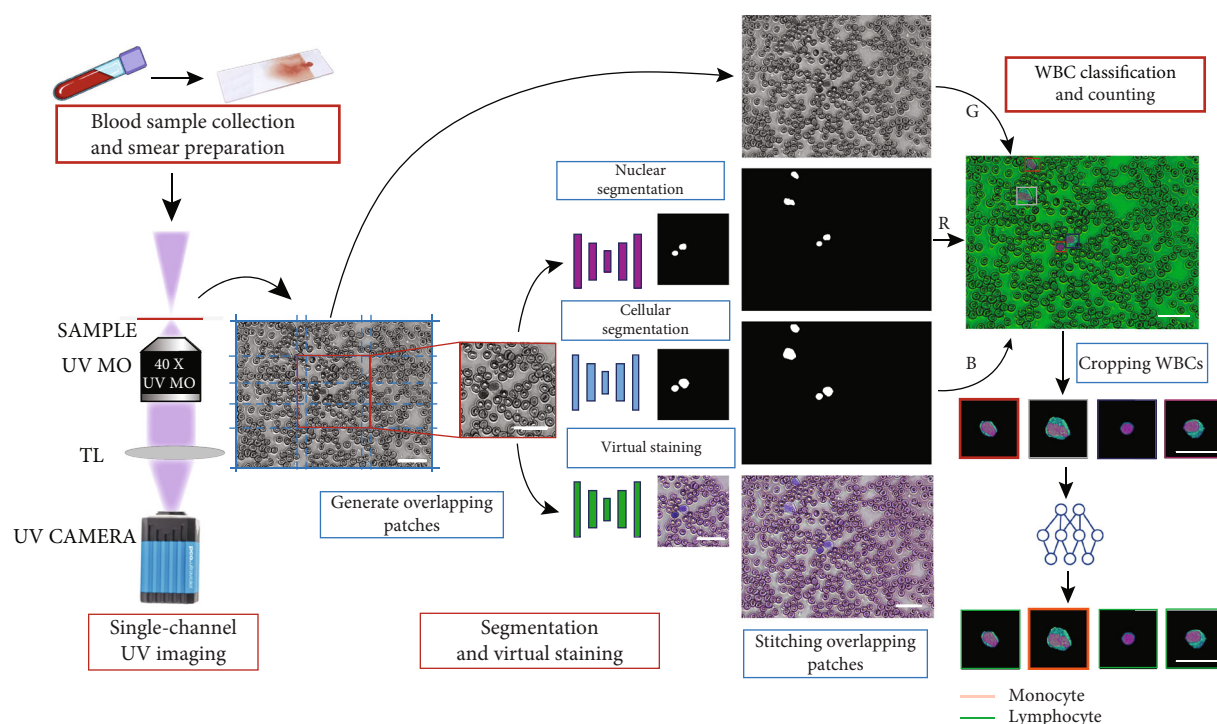 Blood sample collection
and smear preparation
SAMPLE
UV MO
40 X
UV MO
TL
UV CAMERA
pco.
Single-channel
UV imaging
Generate overlapping
patches
Nuclear
segmentation
Cellular
segmentation
Virtual staining
Segmentation
and virtual staining
Stitching overlapping
patches
G
R
B
WBC classification
and counting
Cropping WBCs
Monocyte
Lymphocyte